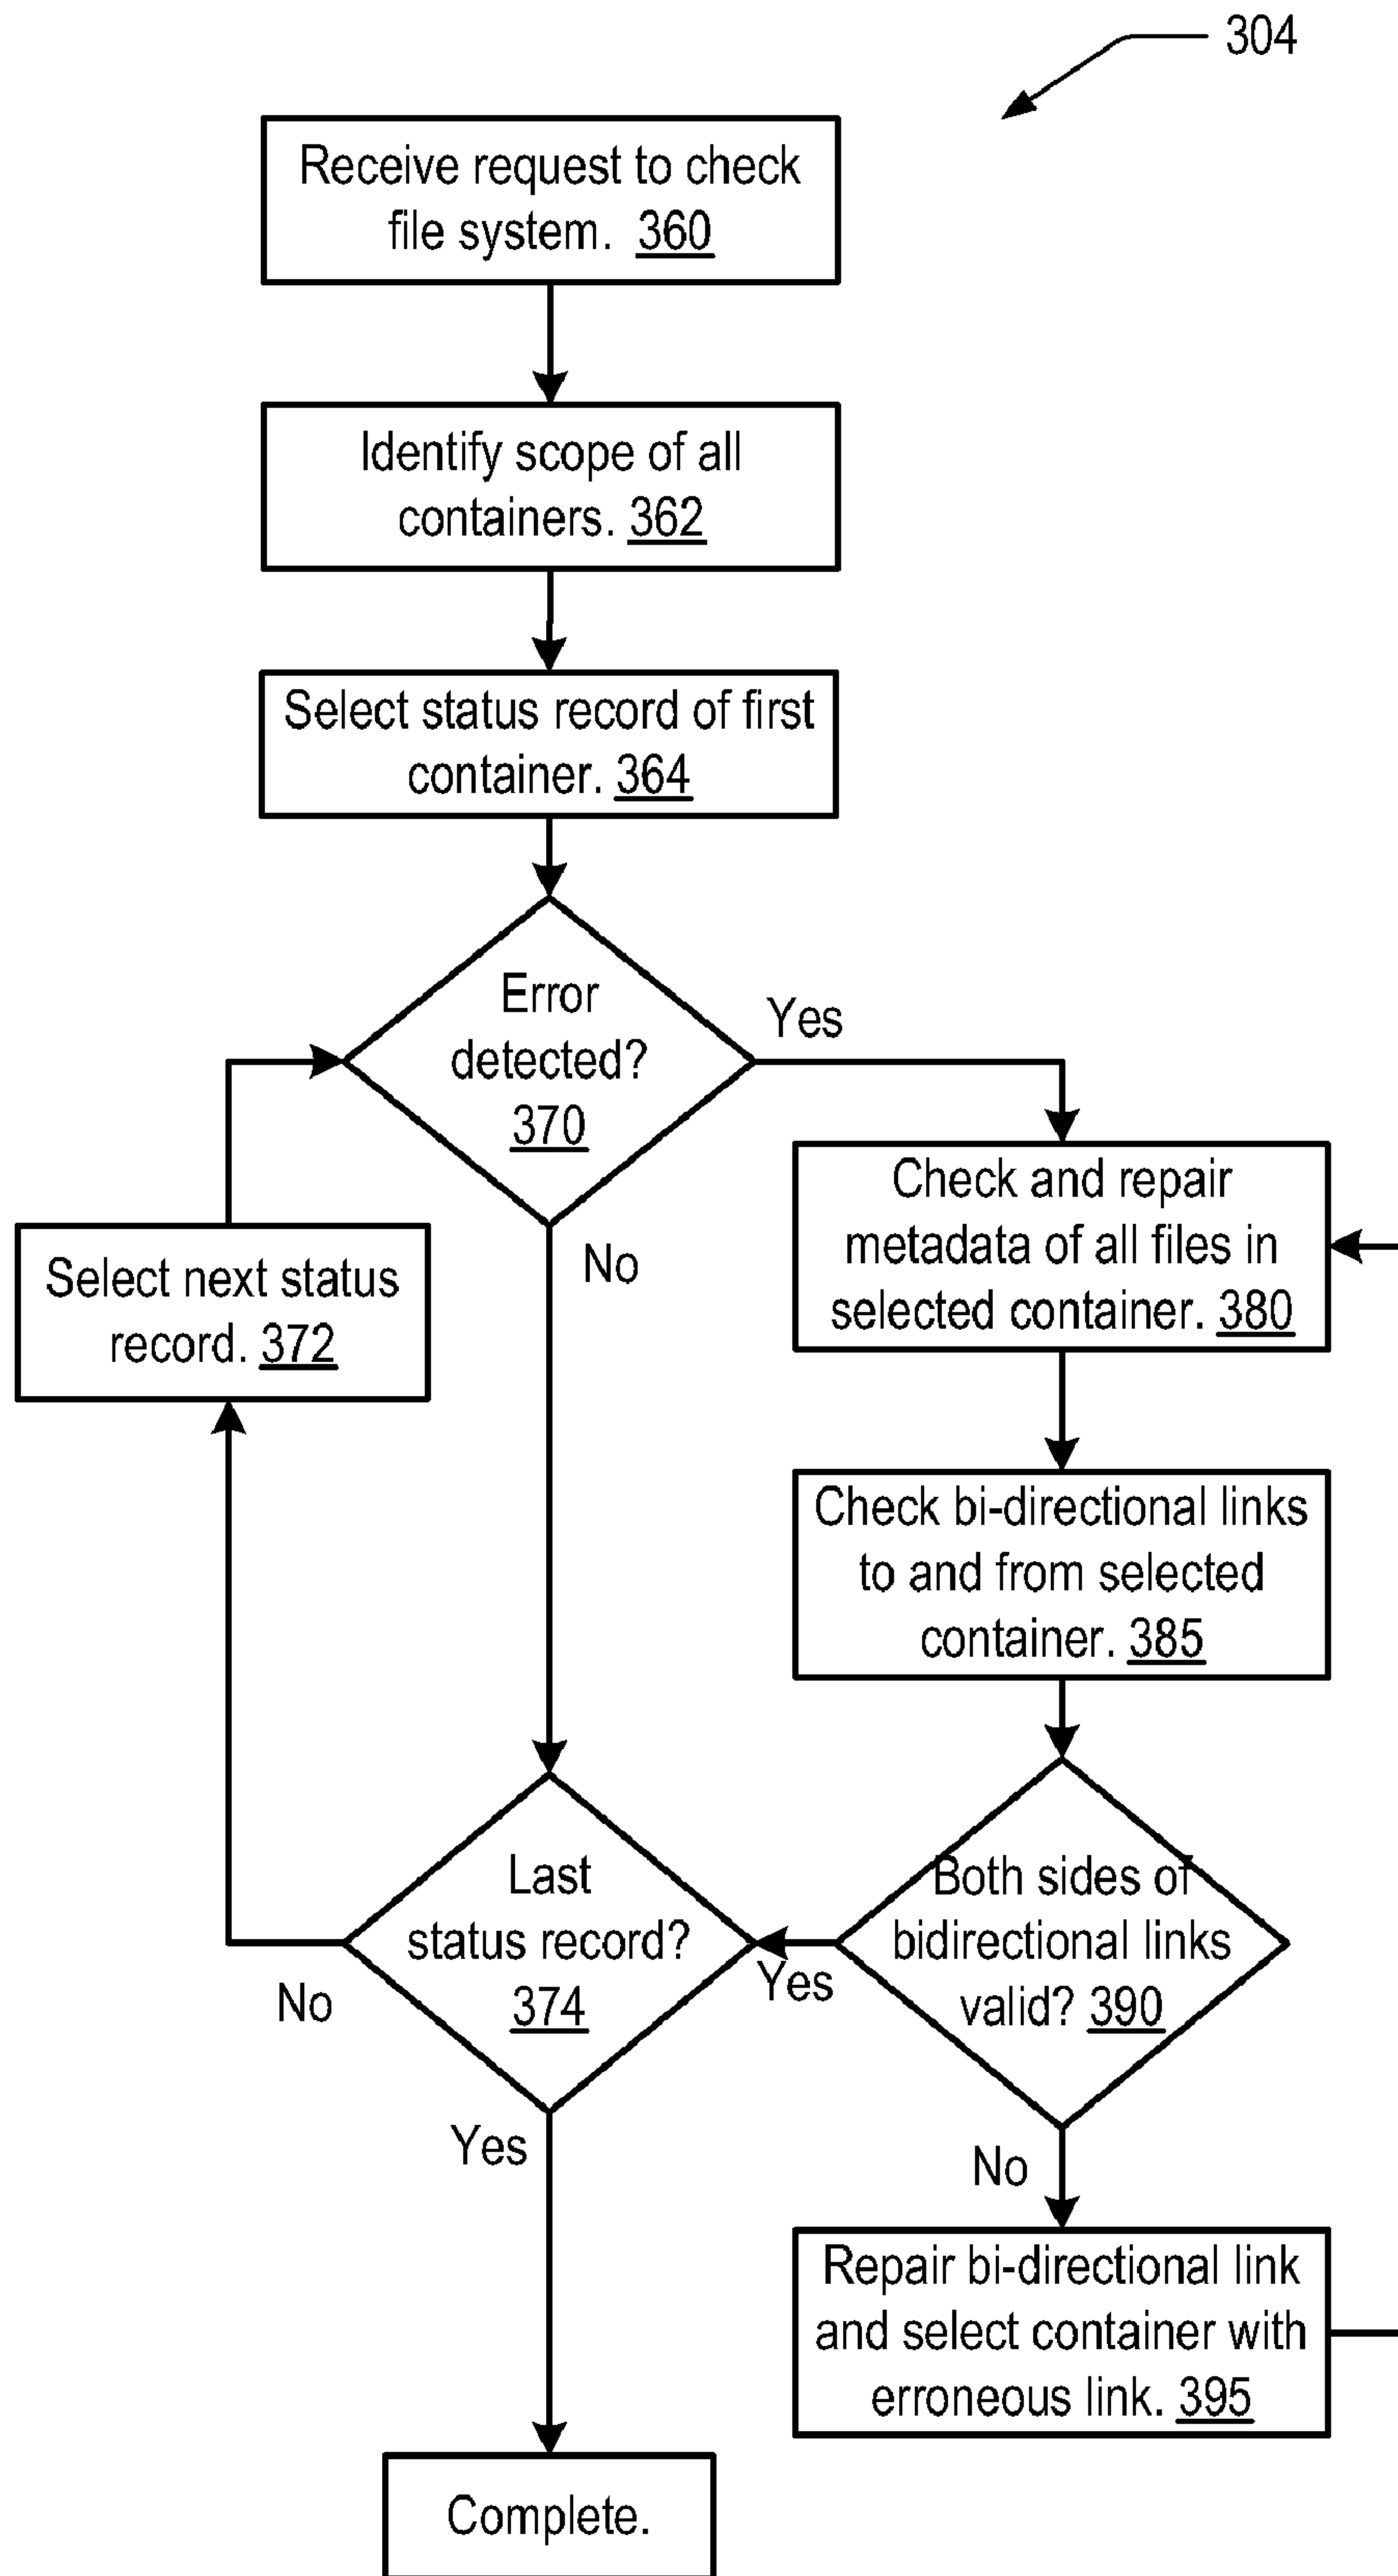 304
Receive request to check
file system. 360
Identify scope of all
containers. 362
Select status record of first
container. 364
Error
detected?
370
Yes
No
Select next status
record. 372
Check and repair
metadata of all files in
selected container. 380
Check bi-directional links
to and from selected
container. 385
Last
status record?
374
No
Yes
Both sides of
bidirectional links
valid? 390
Yes
No
Repair bi-directional link
and select container with
erroneous link. 395
Complete.